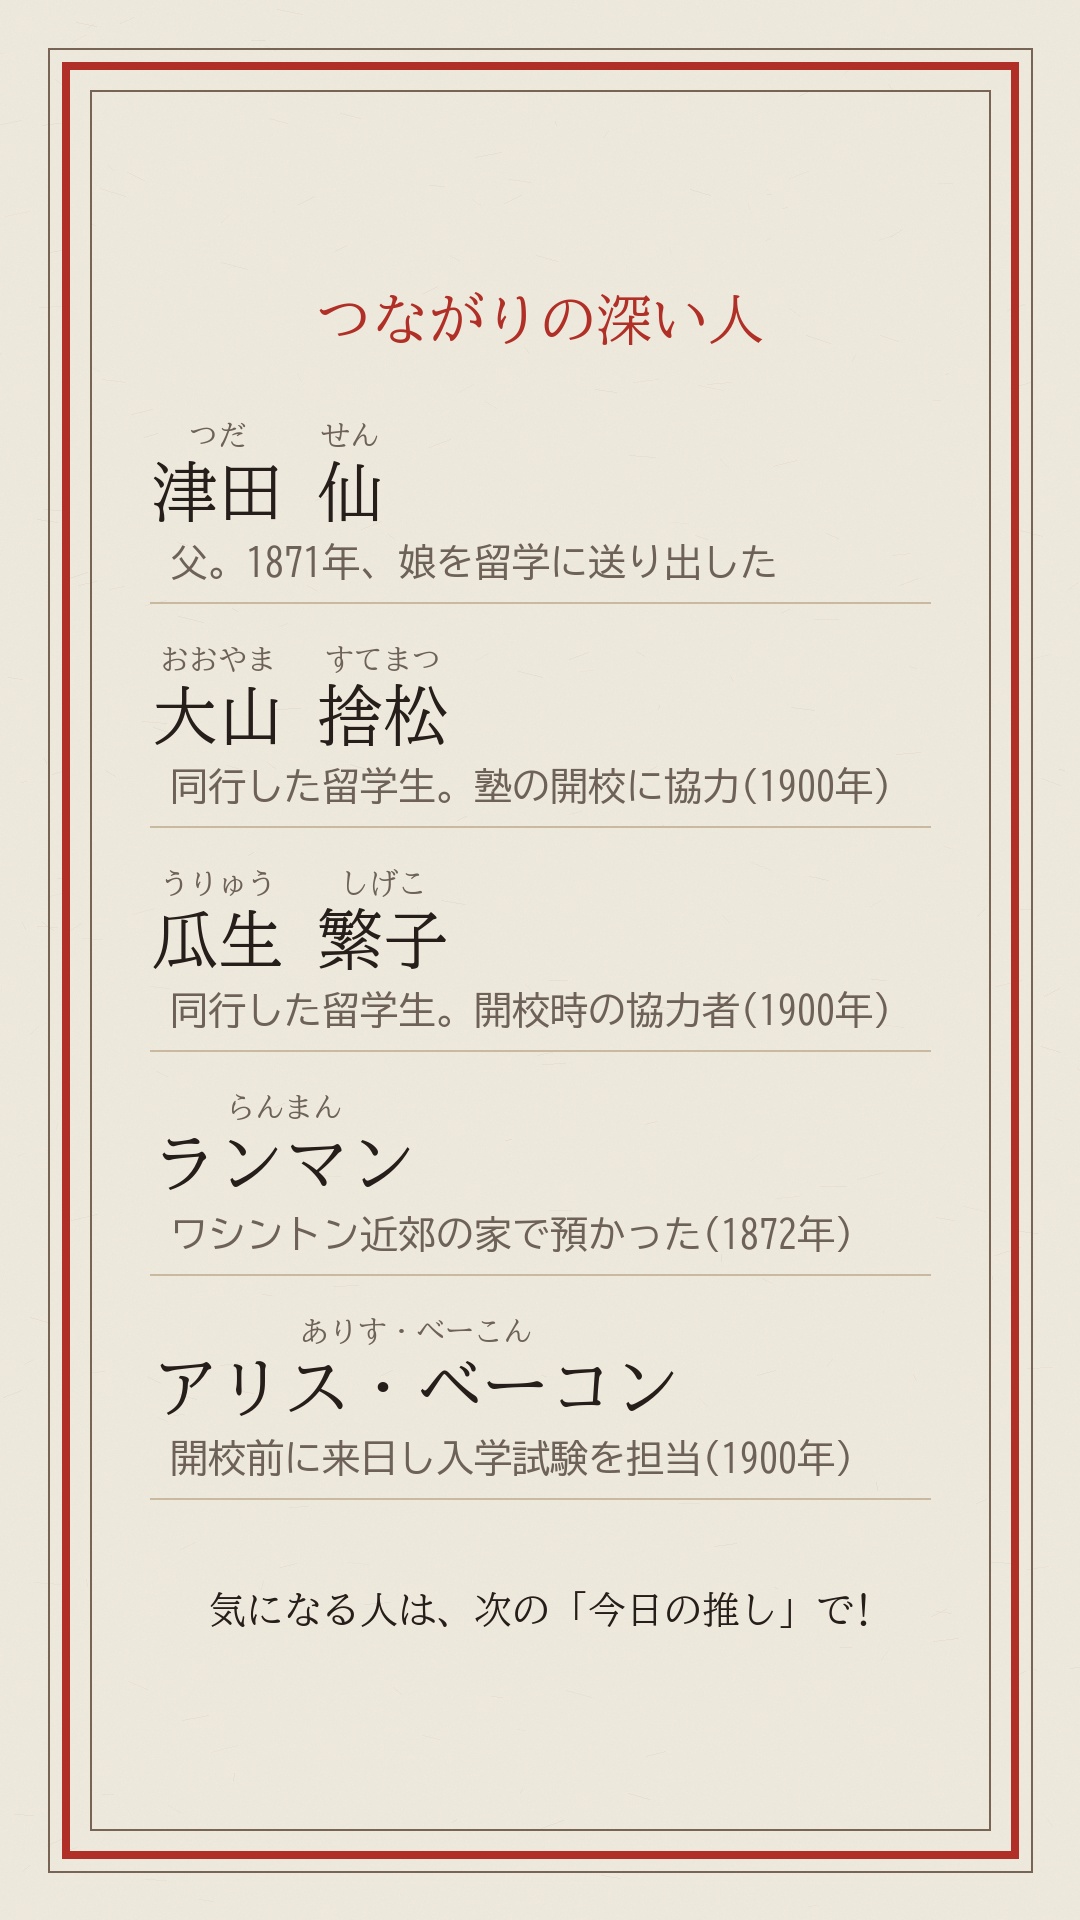 つながりの深い人
つだ せん
津田 仙
父。1871年、娘を留学に送り出した
おおやま すてまつ
大山 捨松
同行した留学生。塾の開校に協力(1900年)
うりゅう しげこ
瓜生 繁子
同行した留学生。開校時の協力者(1900年)
らんまん
ランマン
ワシントン近郊の家で預かった(1872年)
ありす・べーこん
アリス・ベーコン
開校前に来日し入学試験を担当(1900年)
気になる人は、次の「今日の推し」で!